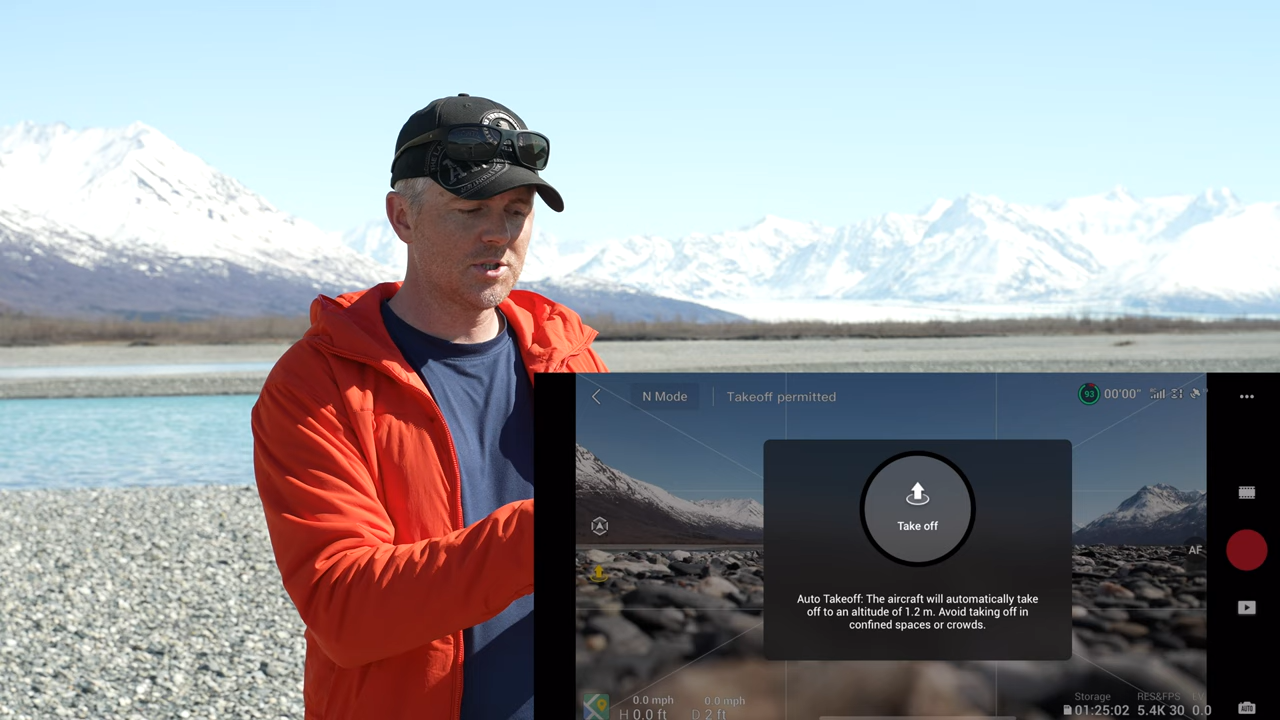 N Mode
Takeoff permitted
93
00'00"
Take off
AF
Auto Takeoff: The aircraft will automatically take
off to an altitude of 1.2 m. Avoid taking off in
confined spaces or crowds.
0.0 mph
0.0 mph
H 0.0 ft
D 2 ft
Storage
RES&FPS
EV
01:25:02
5.4K 30
0.0
AUTO